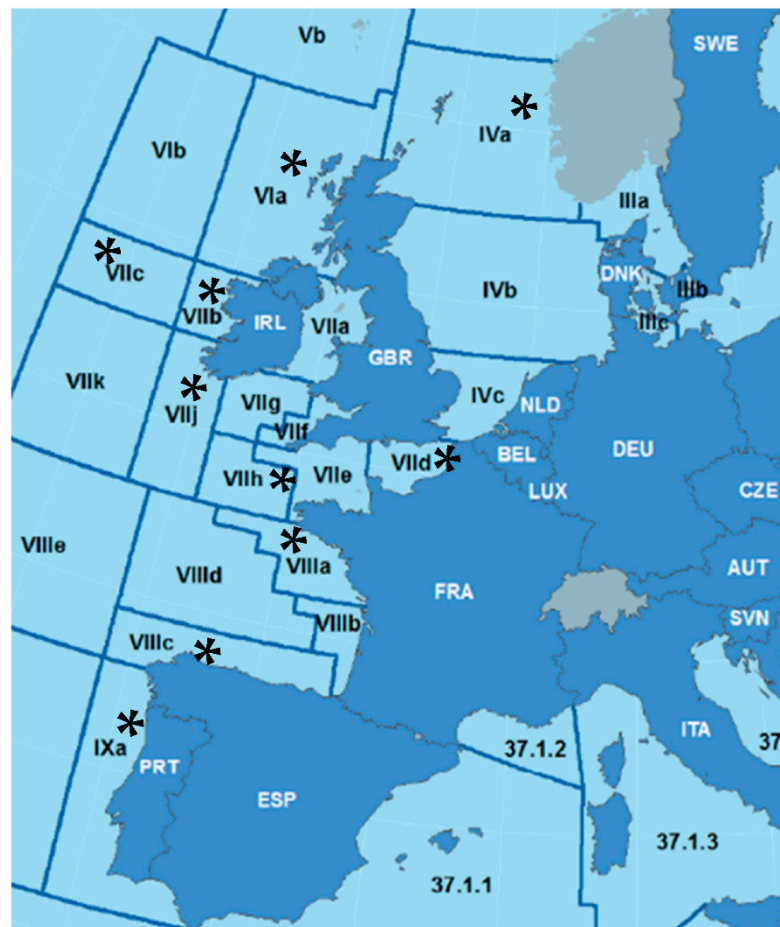 Vb
SWE
*
IVa
VIb
*
VIa
IIIa
*
VIIc
DNK
IIIb
IVb
*
VIIb
IIIc
IRL
VIIa
GBR
VIIk
*
VIIj
VIIg
IVc
NLD
VIIf
DEU
VIId
*
BEL
VIIh
*
VIIe
LUX
CZE
VIIIe
*
VIIIa
VIIId
AUT
FRA
SVN
VIIIb
VIIIc
*
*
IXa
ITA
37.1.2
37
PRT
ESP
37.1.3
37.1.1